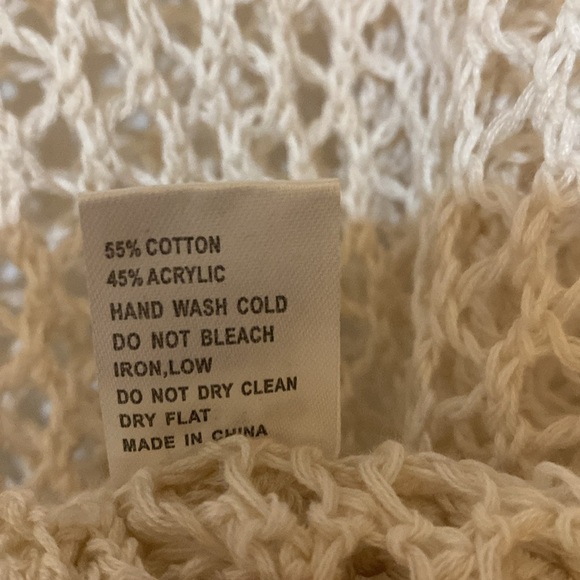 55% COTTON
45% ACRYLIC
HAND WASH COLD
DO NOT BLEACH
IRON,LOW
DO NOT DRY CLEAN
DRY FLAT
MADE IN CHINA